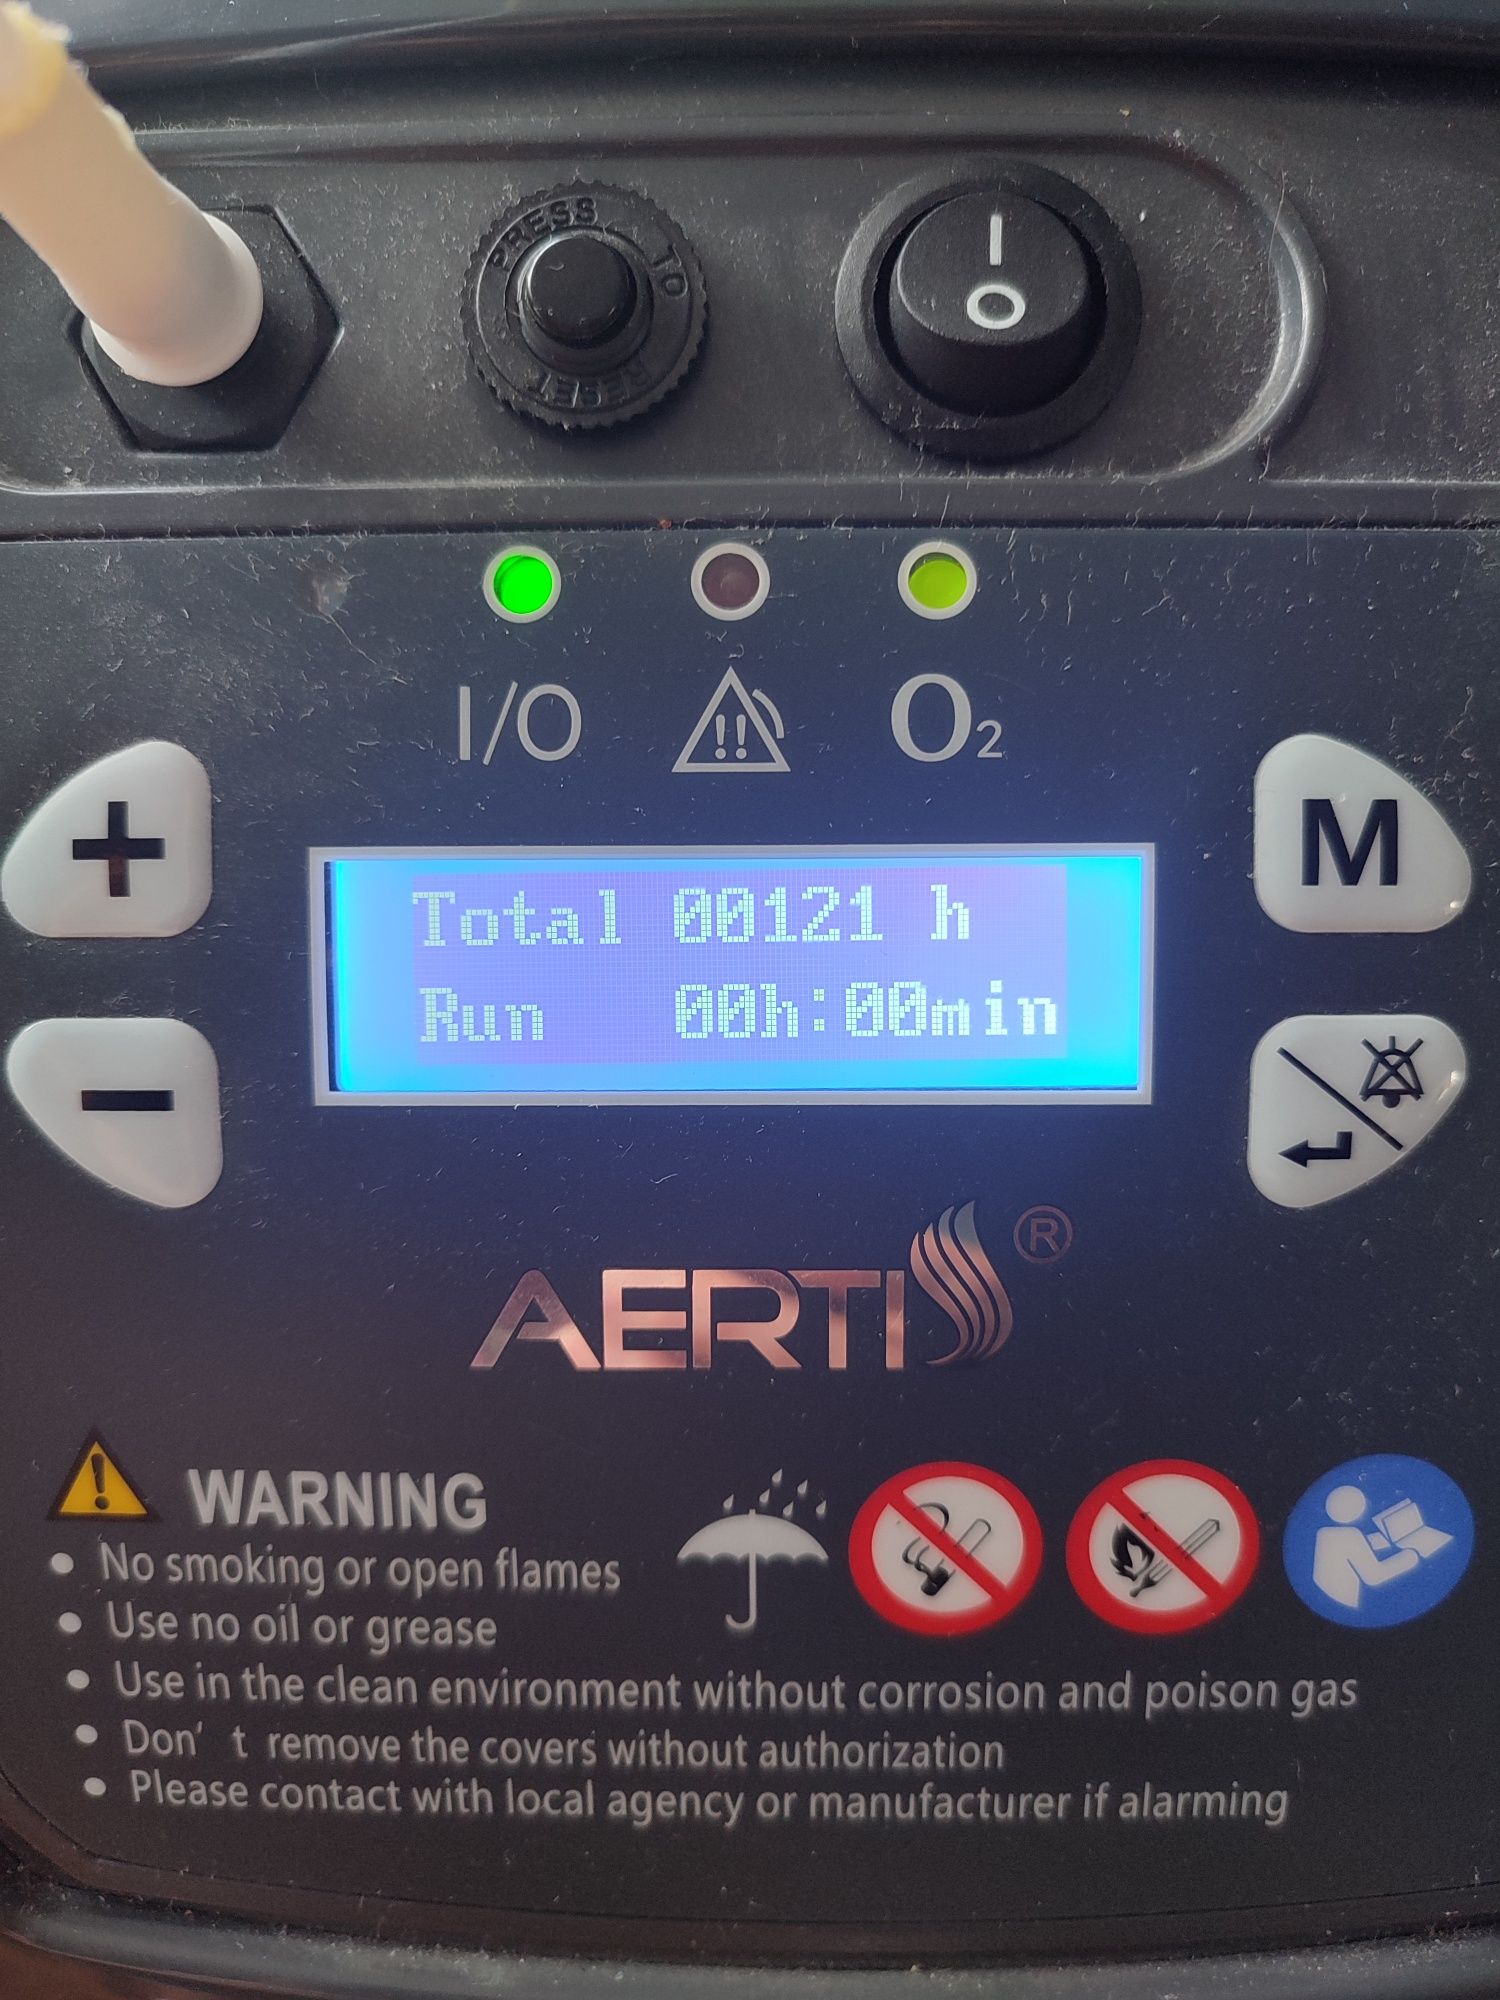 PRESS TO RESET
I O
I/O !! O₂
+ M
Total 00121 h
Run 00h:00min
−
AERTI ®
! WARNING
• No smoking or open flames
• Use no oil or grease
• Use in the clean environment without corrosion and poison gas
• Don' t remove the covers without authorization
• Please contact with local agency or manufacturer if alarming